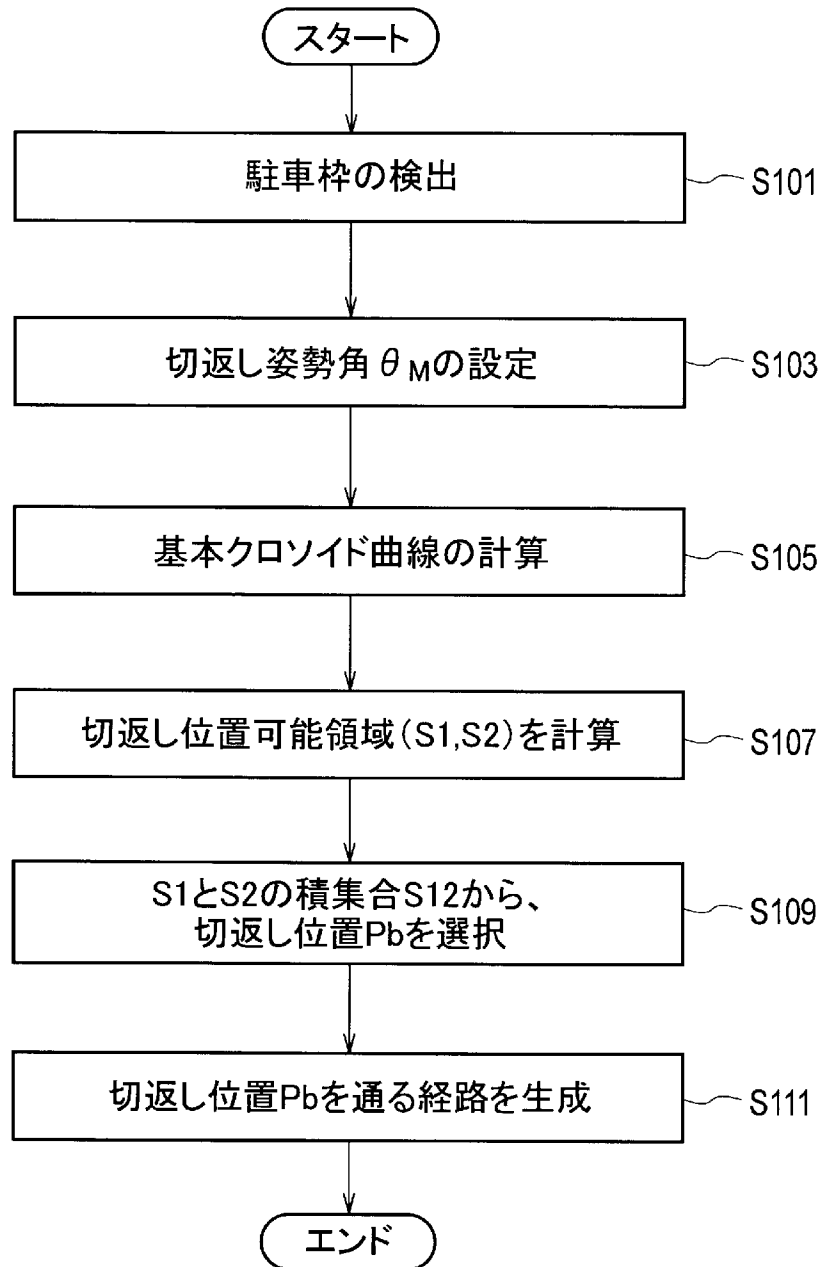 スタート
駐車枠の検出
S101
切返し姿勢角θMの設定
S103
基本クロソイド曲線の計算
S105
切返し位置可能領域(S1,S2)を計算
S107
S1とS2の積集合S12から、
切返し位置Pbを選択
S109
切返し位置Pbを通る経路を生成
S111
エンド